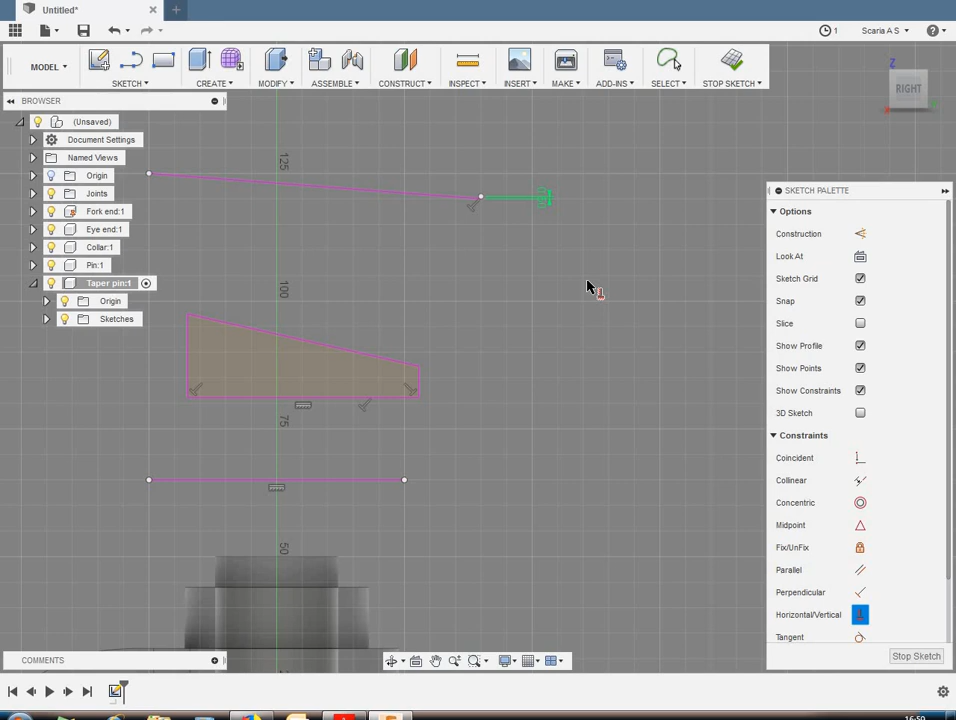 Untitled*
Scaria A S
MODEL
SKETCH
CREATE
MODIFY
ASSEMBLE
CONSTRUCT
INSPECT
INSERT
MAKE
ADD-INS
SELECT
STOP SKETCH
BROWSER
(Unsaved)
Document Settings
Named Views
Origin
Joints
Fork end:1
Eye end:1
Collar:1
Pin:1
Taper pin:1
Origin
Sketches
125
100
75
50
RIGHT
Z
SKETCH PALETTE
Options
Construction
Look At
Sketch Grid
Snap
Slice
Show Profile
Show Points
Show Constraints
3D Sketch
Constraints
Coincident
Collinear
Concentric
Midpoint
Fix/UnFix
Parallel
Perpendicular
Horizontal/Vertical
Tangent
Stop Sketch
COMMENTS
16:50